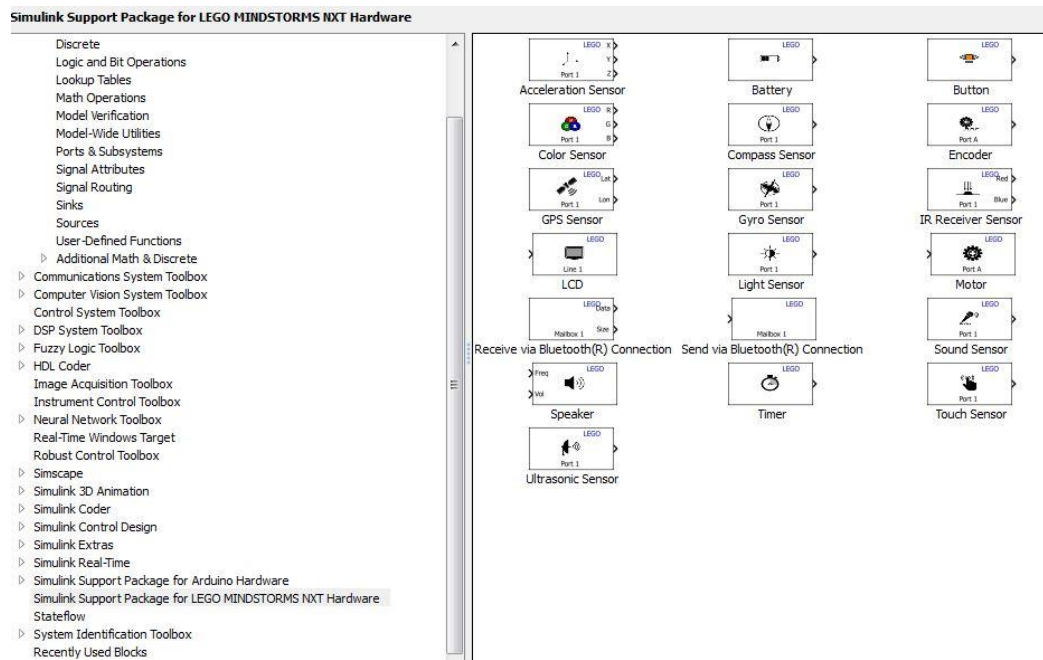 Simulink Support Package for LEGO MINDSTORMS NXT Hardware
Discrete
Logic and Bit Operations
Lookup Tables
Math Operations
Model Verification
Model-Wide Utilities
Ports & Subsystems
Signal Attributes
Signal Routing
Sinks
Sources
User-Defined Functions
Additional Math & Discrete
Communications System Toolbox
Computer Vision System Toolbox
Control System Toolbox
DSP System Toolbox
Fuzzy Logic Toolbox
HDL Coder
Image Acquisition Toolbox
Instrument Control Toolbox
Neural Network Toolbox
Real-Time Windows Target
Robust Control Toolbox
Simscape
Simulink 3D Animation
Simulink Coder
Simulink Control Design
Simulink Extras
Simulink Real-Time
Simulink Support Package for Arduino Hardware
Simulink Support Package for LEGO MINDSTORMS NXT Hardware
Stateflow
System Identification Toolbox
Recently Used Blocks
LEGO X
Y
Port 1 Z
Acceleration Sensor
LEGO
Battery
LEGO
Button
LEGO R
G
Port 1 B
Color Sensor
LEGO
Port 1
Compass Sensor
LEGO
Port A
Encoder
LEGO Lat
Port 1 Lon
GPS Sensor
LEGO
Port 1
Gyro Sensor
LEGO Red
Port 1 Blue
IR Receiver Sensor
LEGO
Line 1
LCD
LEGO
Port 1
Light Sensor
LEGO
Port A
Motor
LEGO Data
Mailbox 1 Size
Receive via Bluetooth(R) Connection
LEGO
Mailbox 1
Send via Bluetooth(R) Connection
LEGO
Port 1
Sound Sensor
Freq LEGO
Vol
Speaker
LEGO
Timer
LEGO
Port 1
Touch Sensor
LEGO
Port 1
Ultrasonic Sensor